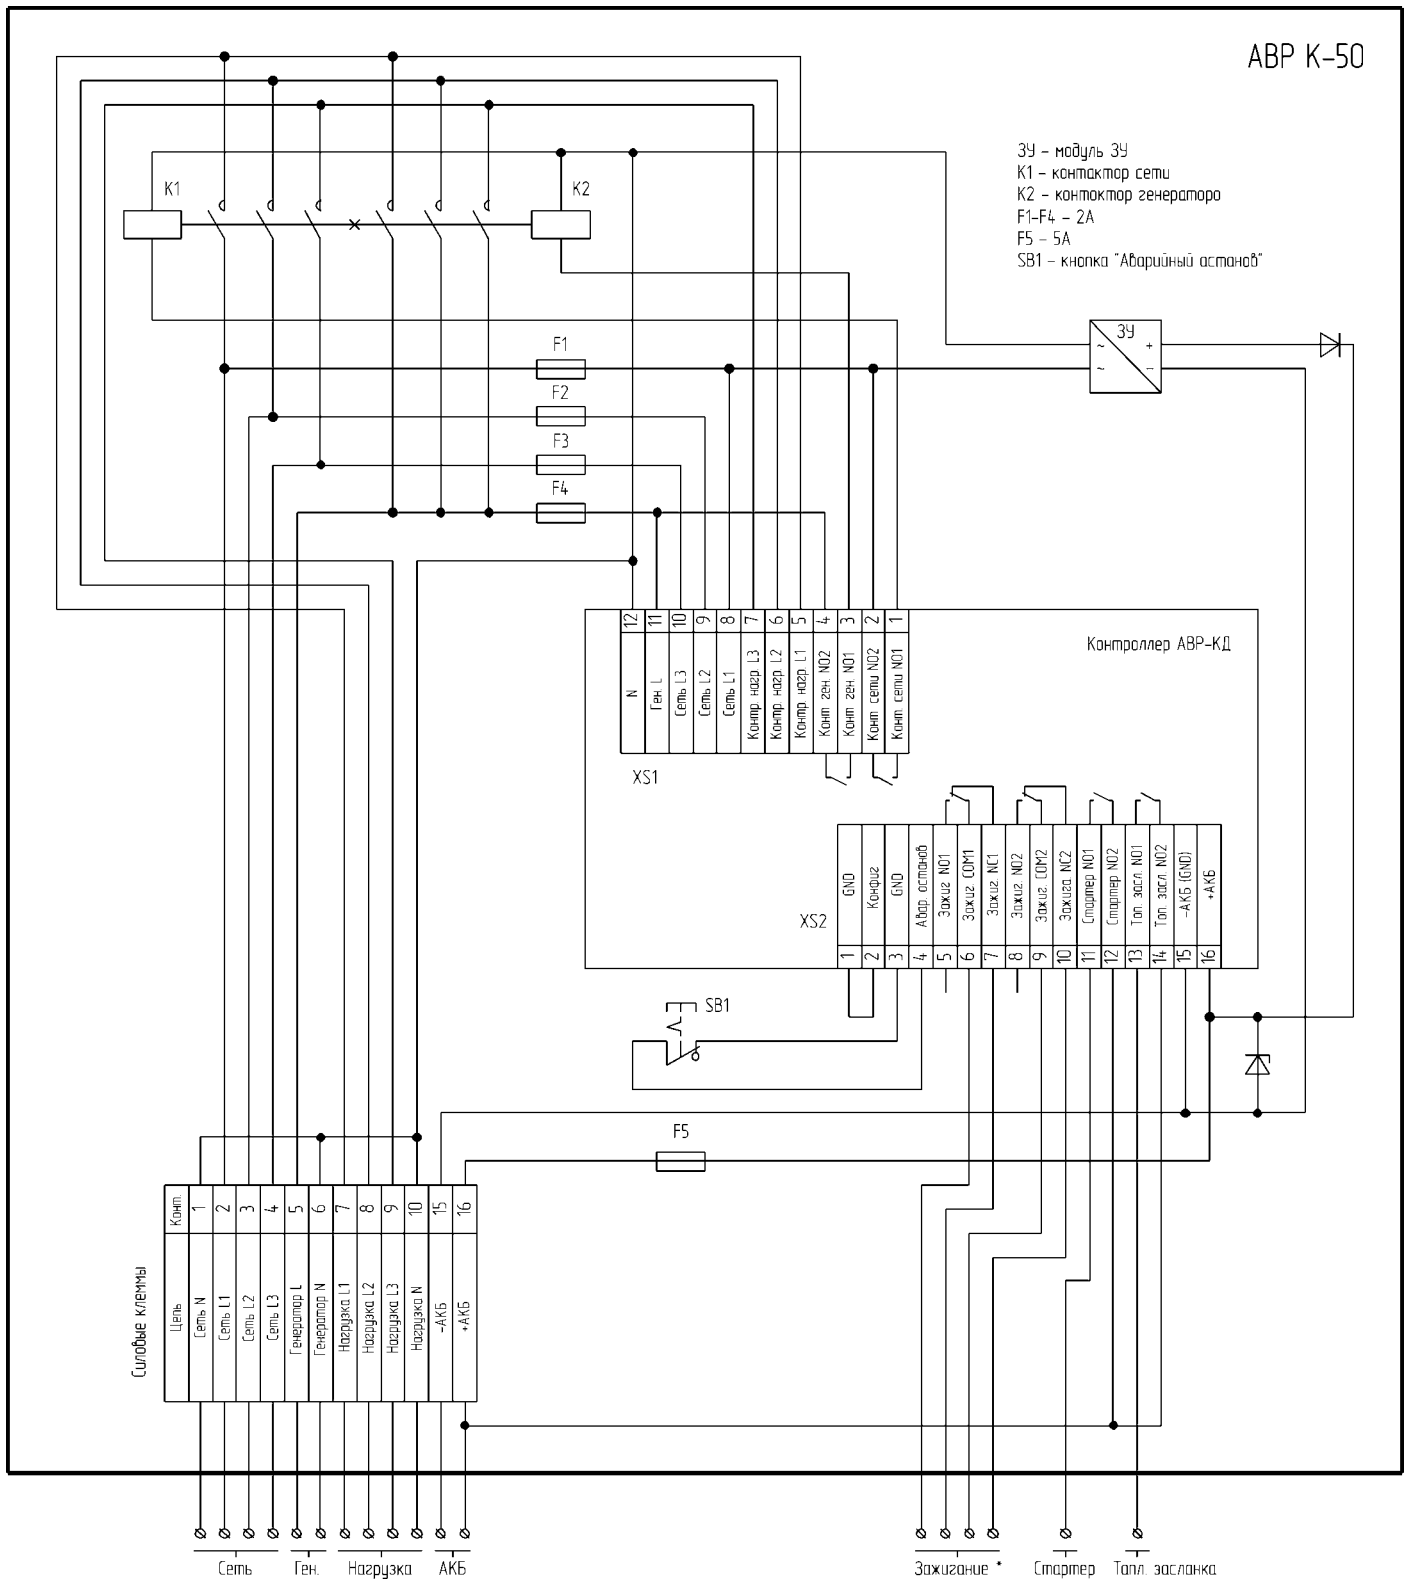 АВР К-50
ЗУ - модуль ЗУ
К1 - контактор сети
К2 - контоктор генераторо
F1-F4 - 2А
F5 - 5А
SB1 - кнопка "Аварийный астанов"
К1
К2
F1
F2
F3
F4
ЗУ
~ +
~ -
Контроллер АВР-КД
12 11 10 9 8 7 6 5 4 3 2 1
N
Ген. L
Сеть L3
Сеть L2
Сеть L1
Контр. нагр. L3
Контр. нагр. L2
Контр. нагр. L1
Конт ген. NO2
Конт ген. NO1
Конт сети NO2
Конт. сети NO1
XS1
XS2
GND
Конфиг
GND
Авар. останов
Зажиг NO1
Зажиг. COM1
Зажиг. NC1
Зажиг. NO2
Зажиг. COM2
Зажига. NC2
Стартер NO1
Стартер NO2
Топ. засл. NO1
Топ. засл. NO2
-АКБ (GND)
+АКБ
1 2 3 4 5 6 7 8 9 10 11 12 13 14 15 16
SB1
F5
Силовые клеммы
Конт. 1 2 3 4 5 6 7 8 9 10 15 16
Цепь
Сеть N
Сеть L1
Сеть L2
Сеть L3
Генератор L
Генератор N
Нагрузка L1
Нагрузка L2
Нагрузка L3
Нагрузка N
-АКБ
+АКБ
Сеть Ген. Нагрузка АКБ Зажигание * Стартер Топл. засланка